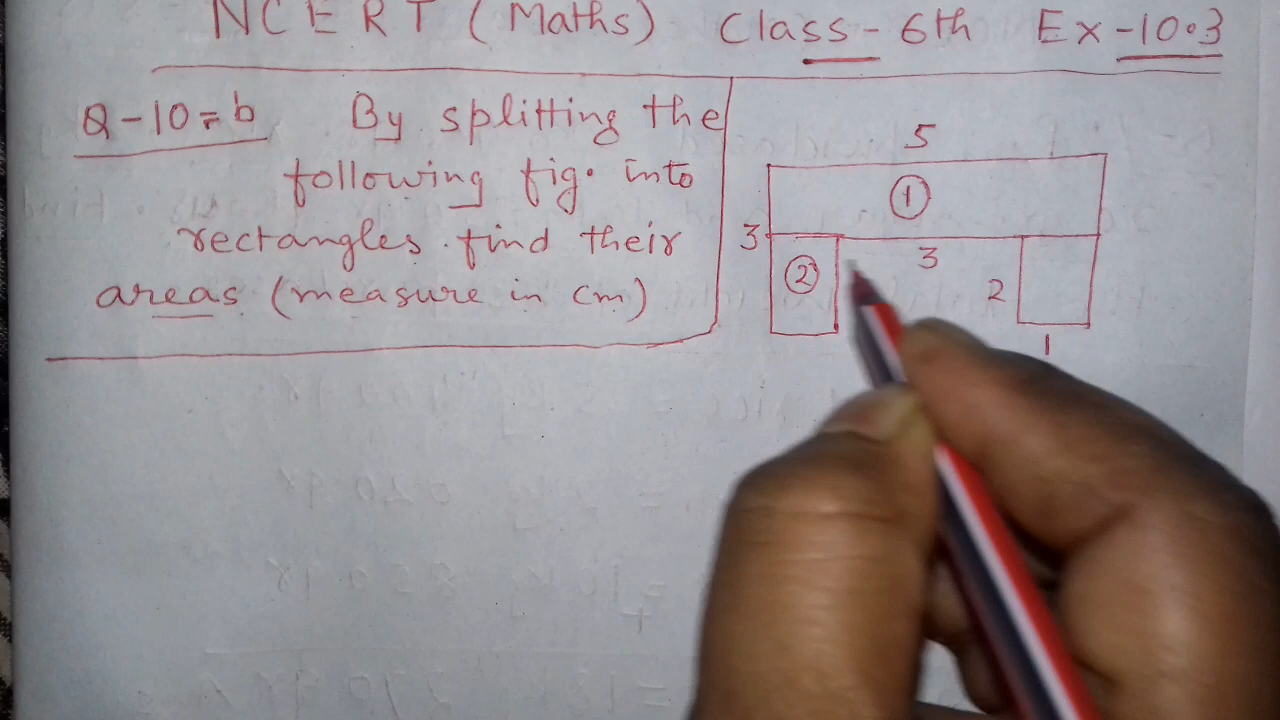 NCERT (Maths) Class - 6th Ex -10.3
Q-10=b By splitting the
following fig. into
rectangles . find their
areas (measure in cm)
5
1
3
3
2
2
1